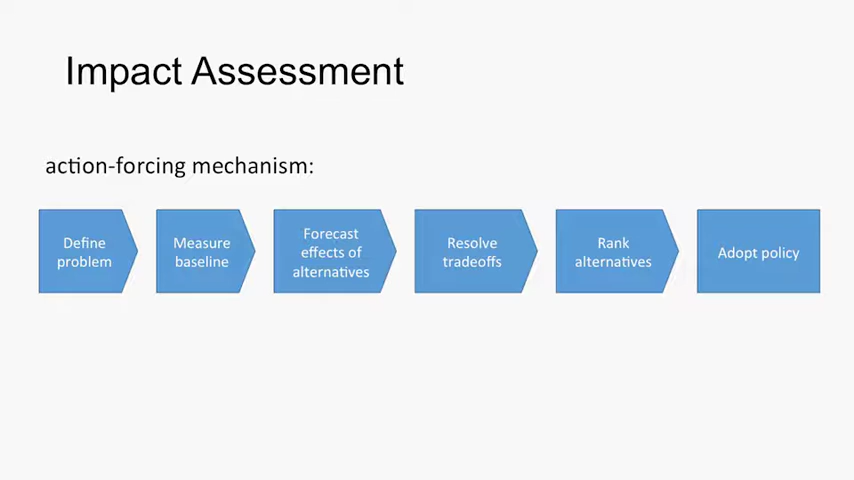 Impact Assessment
action-forcing mechanism:
Define
problem
Measure
baseline
Forecast
effects of
alternatives
Resolve
tradeoffs
Rank
alternatives
Adopt policy